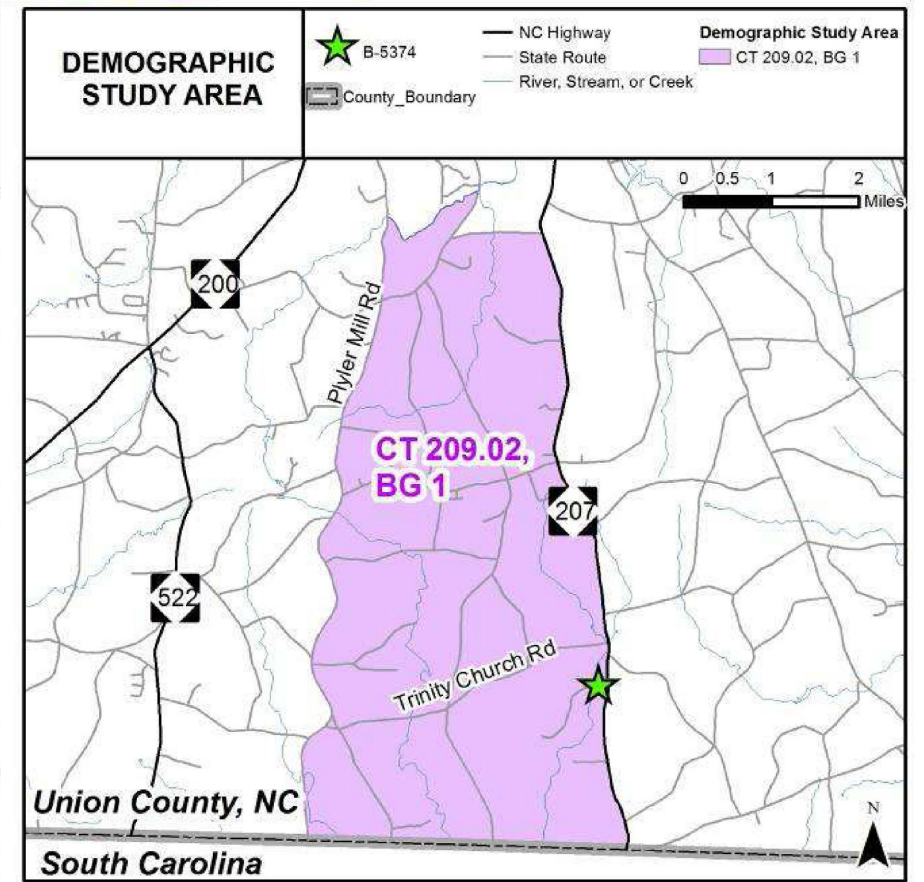 DEMOGRAPHIC
STUDY AREA
B-5374
County_Boundary
NC Highway
State Route
River, Stream, or Creek
Demographic Study Area
CT 209.02, BG 1
0 0.5 1 2
Miles
200
Plyler Mill Rd
CT 209.02,
BG 1
207
522
Trinity Church Rd
Union County, NC
N
South Carolina